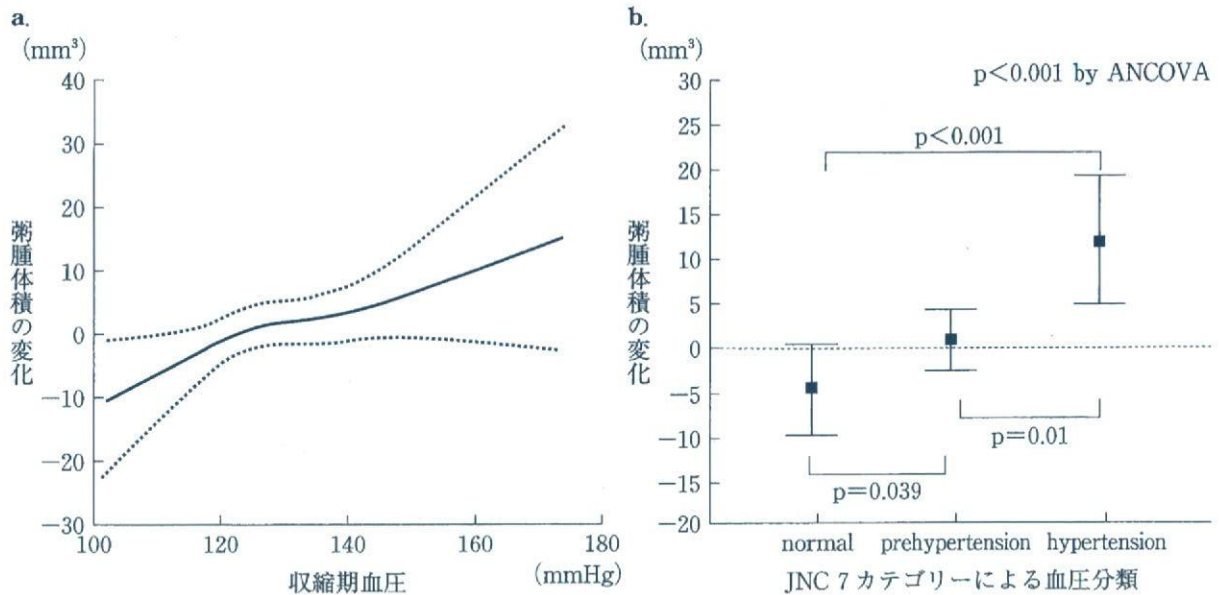 a.
(mm³)
40
30
20
10
0
−10
−20
−30
粥腫体積の変化
100
120
140
160
180
収縮期血圧
(mmHg)
b.
(mm³)
30
25
20
15
10
5
0
−5
−10
−15
−20
粥腫体積の変化
p<0.001 by ANCOVA
p<0.001
p=0.01
p=0.039
normal
prehypertension
hypertension
JNC 7 カテゴリーによる血圧分類